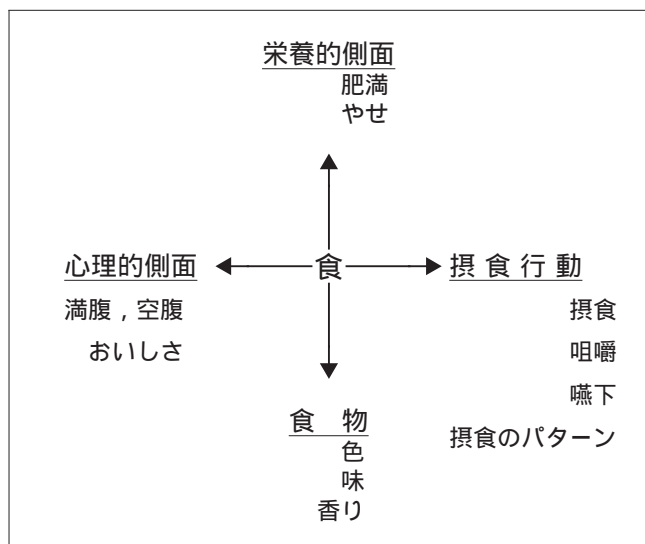 栄養的側面
肥満
やせ
心理的側面
満腹，空腹
おいしさ
食
摂食行動
摂食
咀嚼
嚥下
摂食のパターン
食　物
色
味
香り